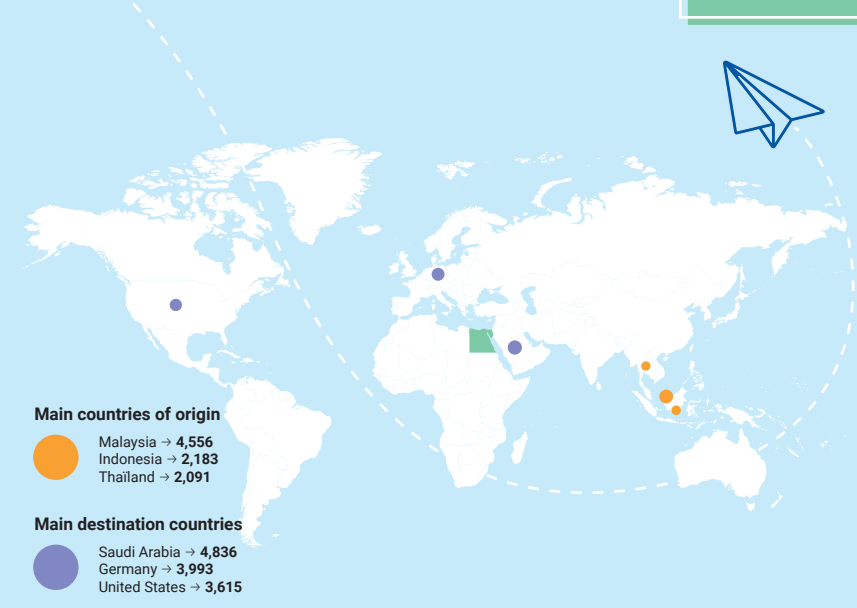 Main countries of origin
Malaysia → 4,556
Indonesia → 2,183
Thaïland → 2,091
Main destination countries
Saudi Arabia → 4,836
Germany → 3,993
United States → 3,615